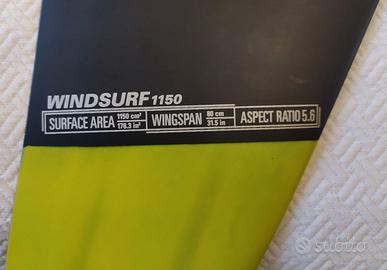 WINDSURF 1150
SURFACE AREA 1150 cm² 178.3 in² WINGSPAN 80 cm 31.5 in ASPECT RATIO 5.6
subito